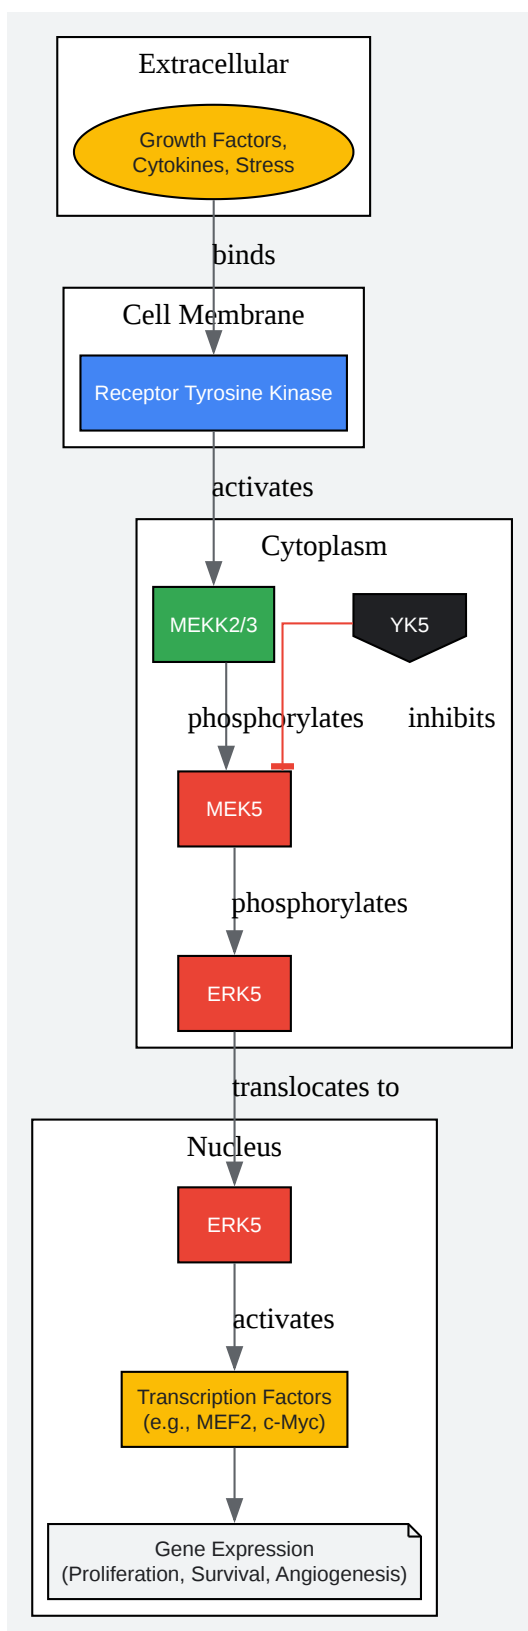 Extracellular
Growth Factors,
Cytokines, Stress
binds
Cell Membrane
Receptor Tyrosine Kinase
activates
Cytoplasm
MEKK2/3
YK5
phosphorylates
inhibits
MEK5
phosphorylates
ERK5
translocates to
Nucleus
ERK5
activates
Transcription Factors
(e.g., MEF2, c-Myc)
Gene Expression
(Proliferation, Survival, Angiogenesis)